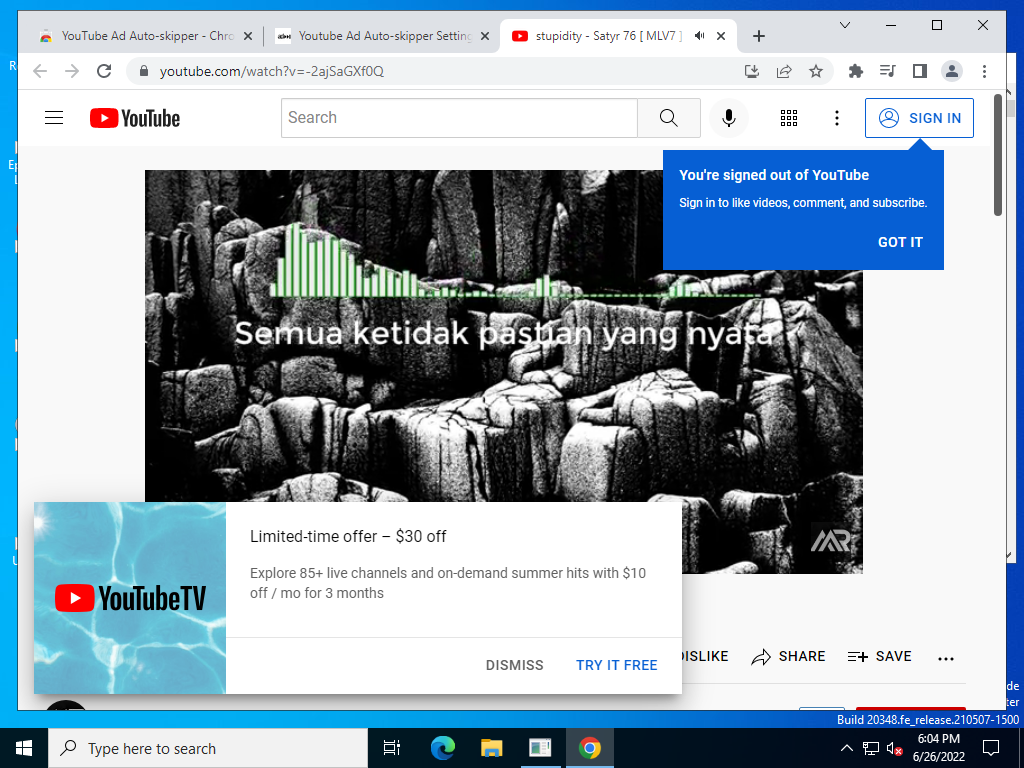 YouTube Ad Auto-skipper - Chro
Youtube Ad Auto-skipper Setting
stupidity - Satyr 76 [ MLV7 ]
youtube.com/watch?v=-2ajSaGXf0Q
YouTube
Search
SIGN IN
You're signed out of YouTube
Sign in to like videos, comment, and subscribe.
GOT IT
Semua ketidak pastian yang nyata
MR
YouTubeTV
Limited-time offer – $30 off
Explore 85+ live channels and on-demand summer hits with $10
off / mo for 3 months
DISMISS
TRY IT FREE
DISLIKE
SHARE
SAVE
Build 20348.fe_release.210507-1500
Type here to search
6:04 PM
6/26/2022